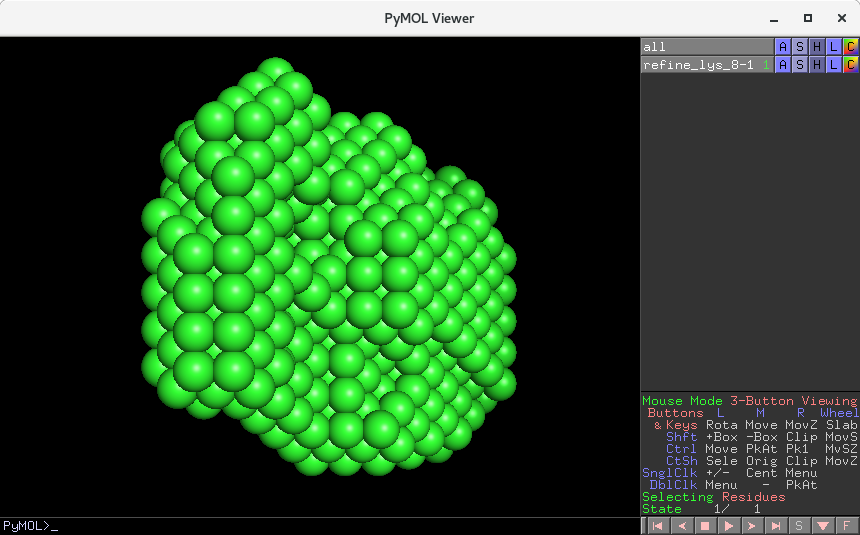 PyMOL Viewer
all A S H L C
refine_lys_8-1 1 A S H L C
Mouse Mode 3-Button Viewing
Buttons L M R Wheel
& Keys Rota Move MovZ Slab
Shft +Box -Box Clip MovS
Ctrl Move PkAt Pk1 MvSZ
CtSh Sele Orig Clip MovZ
SnglClk +/- Cent Menu
DblClk Menu - PkAt
Selecting Residues
State 1/ 1
PyMOL>_
S F